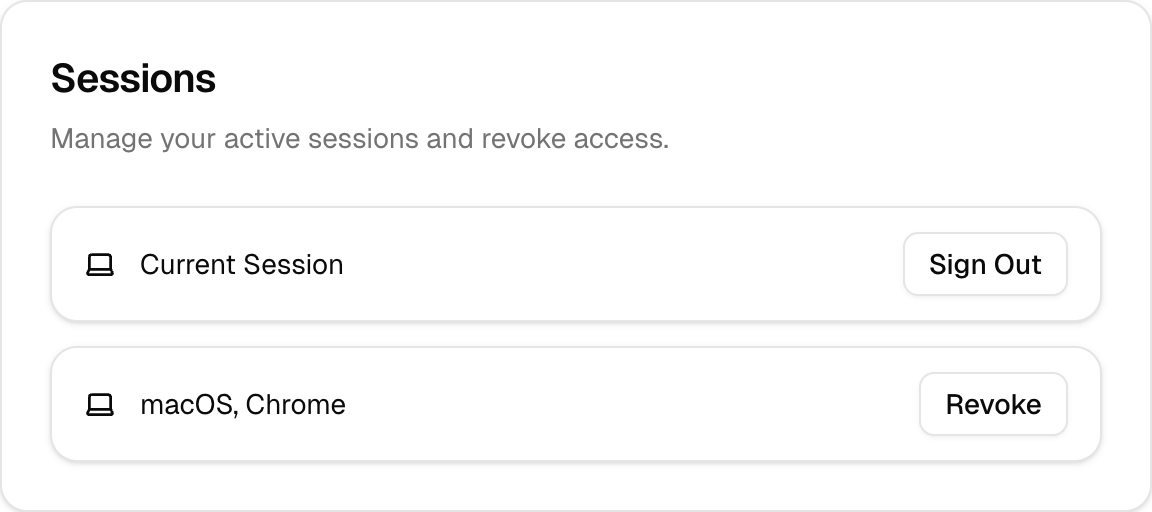 Sessions
Manage your active sessions and revoke access.
Current Session
Sign Out
macOS, Chrome
Revoke